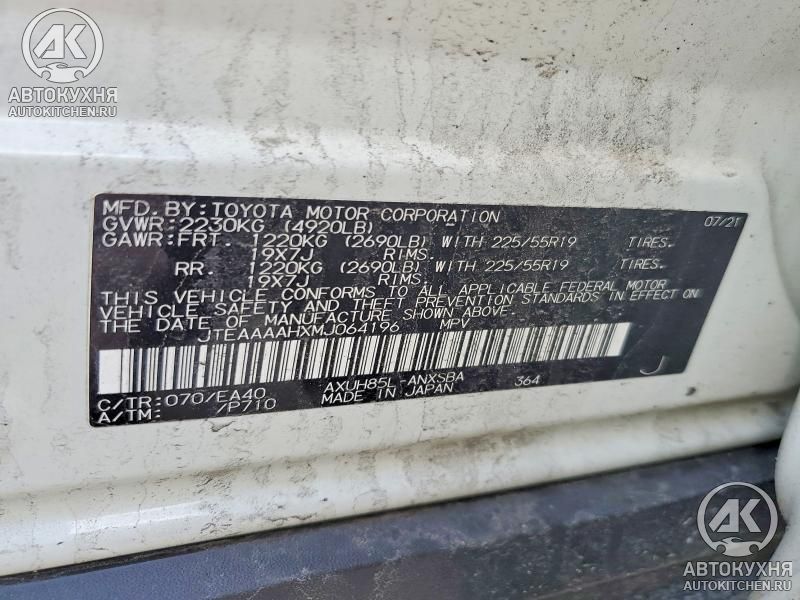 АК
АВТОКУХНЯ
AUTOKITCHEN.RU
MFD. BY:TOYOTA MOTOR CORPORATION 07/21
GVWR:2230KG (4920LB)
GAWR:FRT. 1220KG (2690LB) WITH 225/55R19 TIRES.
19X7J RIMS.
RR. 1220KG (2690LB) WITH 225/55R19 TIRES.
19X7J RIMS.
THIS VEHICLE CONFORMS TO ALL APPLICABLE FEDERAL MOTOR
VEHICLE SAFETY AND THEFT PREVENTION STANDARDS IN EFFECT ON
THE DATE OF MANUFACTURE SHOWN ABOVE.
JTEAAAAHXMJ064196 MPV
J
C/TR:070/EA40 AXUH85L-ANXSBA 364
A/TM: /P710 MADE IN JAPAN
АК
АВТОКУХНЯ
AUTOKITCHEN.RU